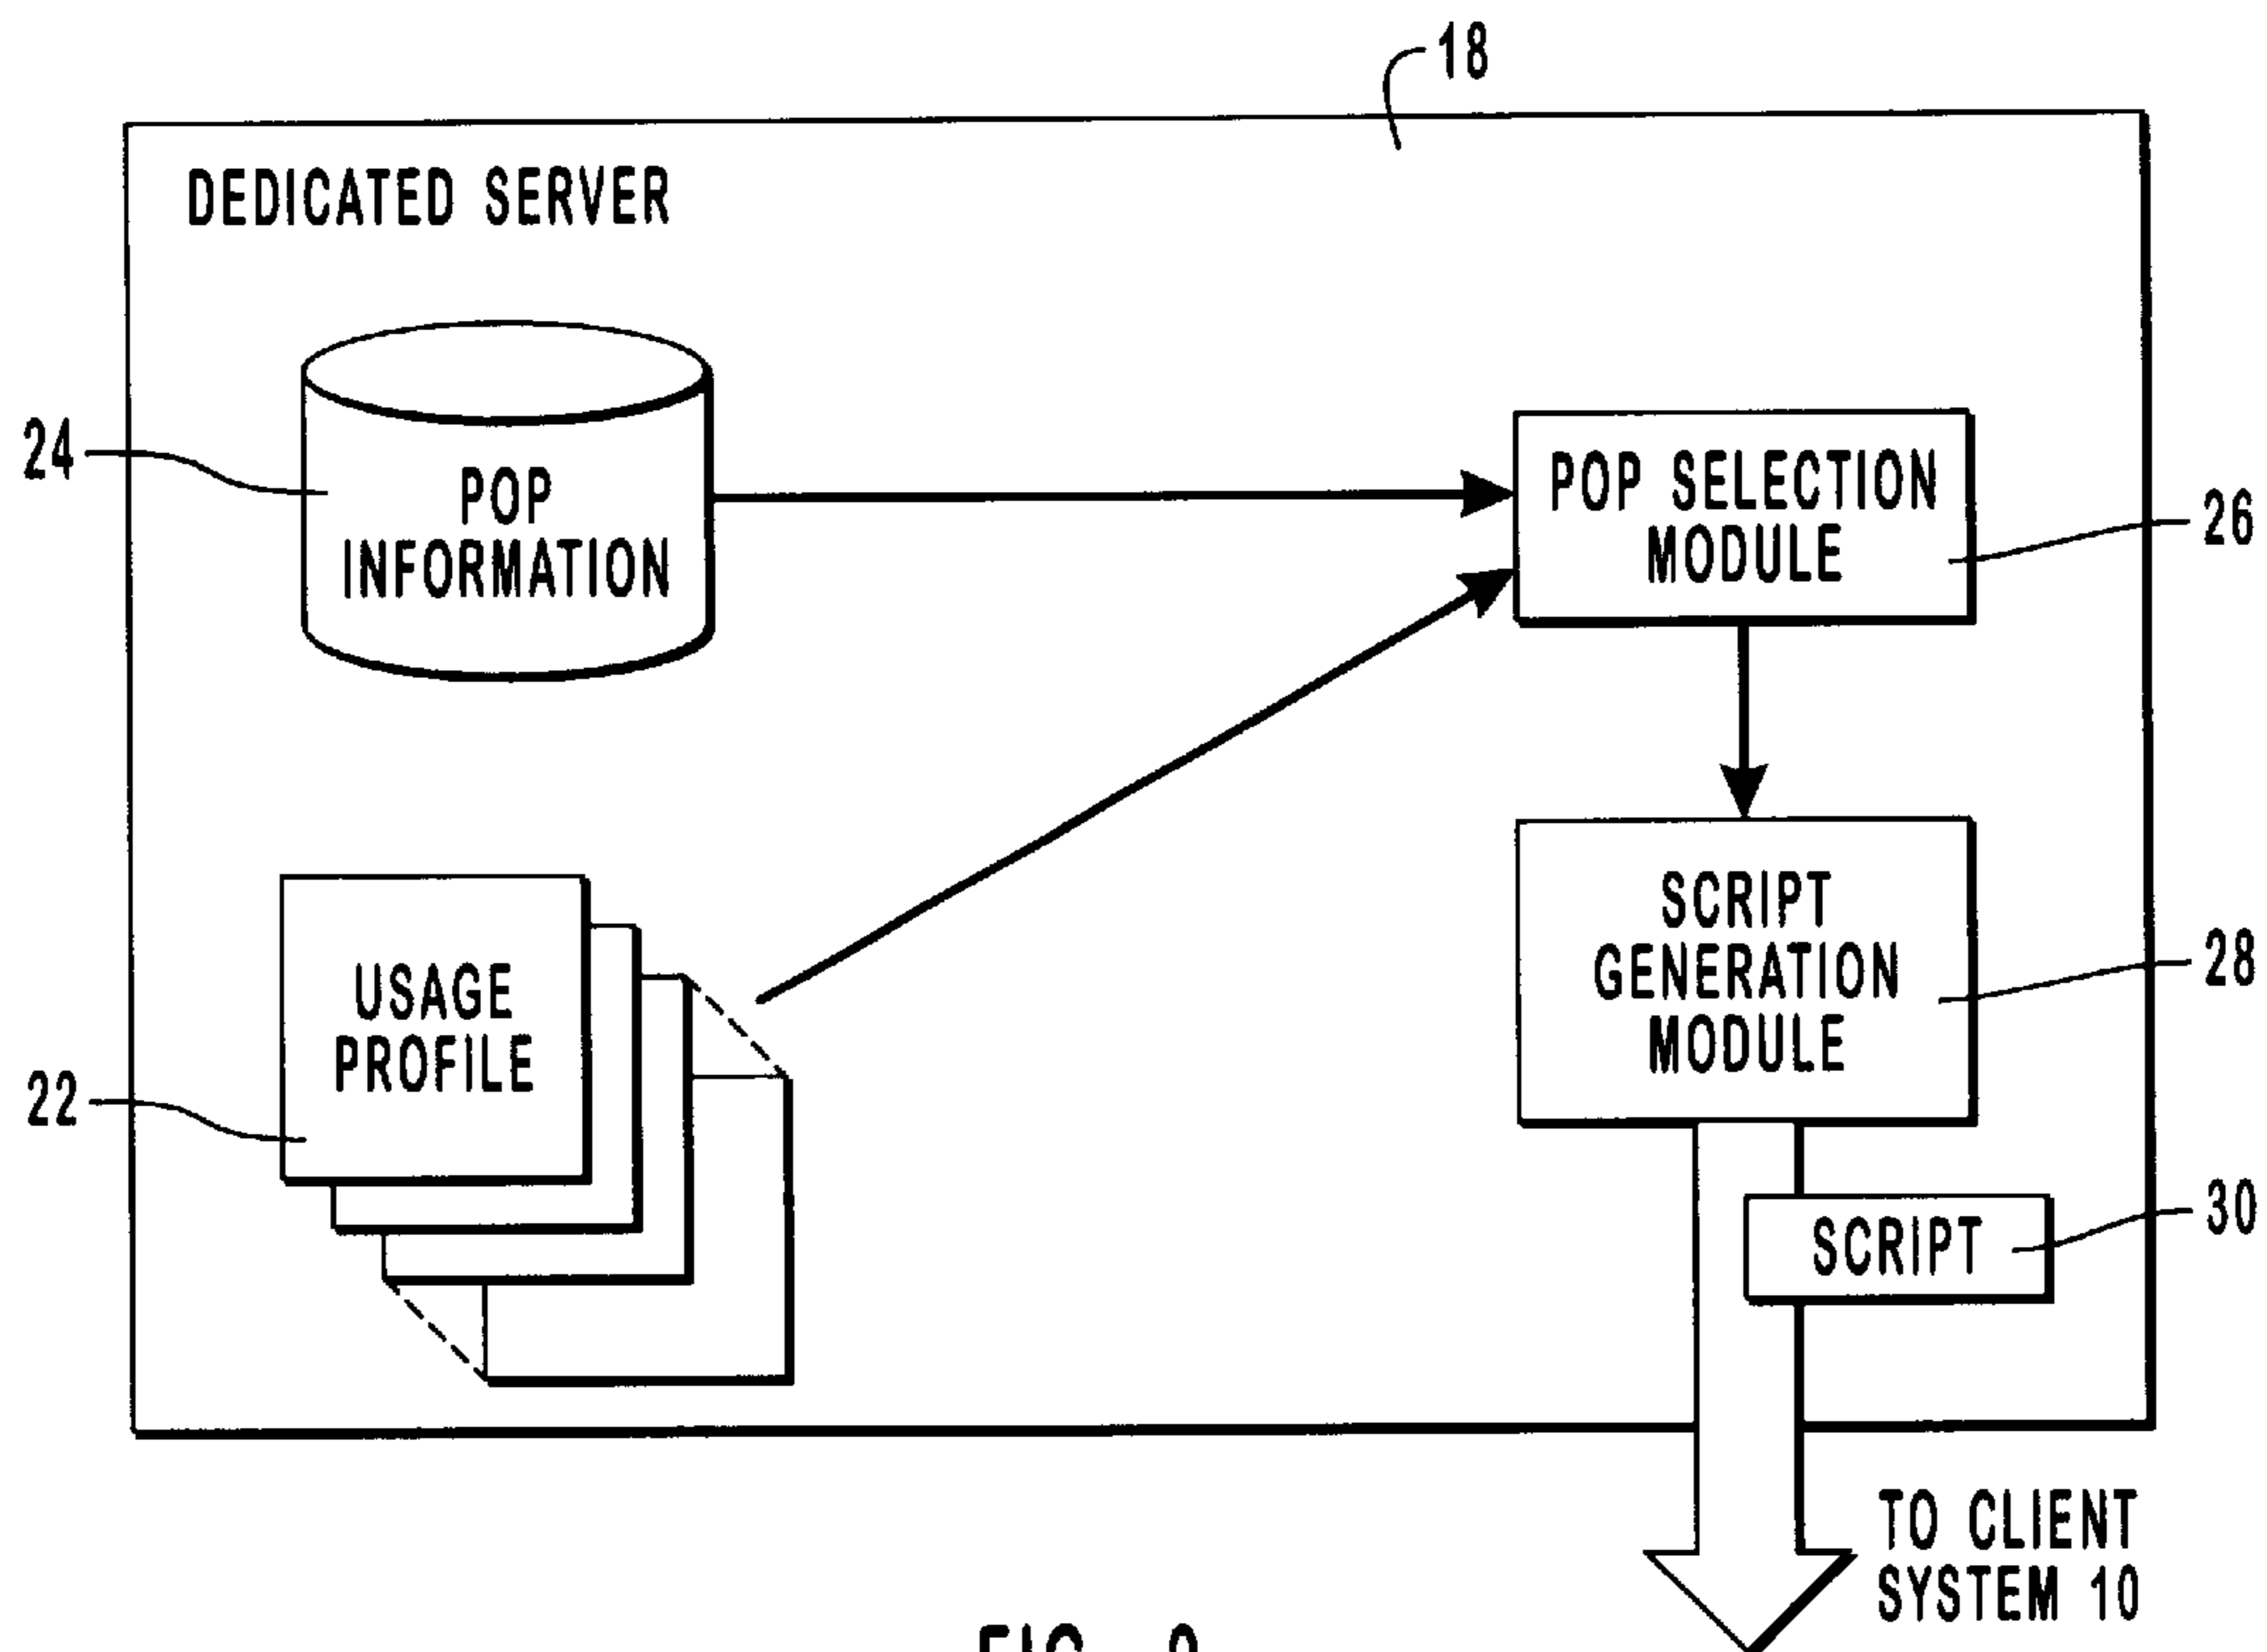 18
DEDICATED SERVER
24
POP
INFORMATION
POP SELECTION
MODULE
26
SCRIPT
GENERATION
MODULE
28
USAGE
PROFILE
22
SCRIPT
30
TO CLIENT
SYSTEM 10
FIG.